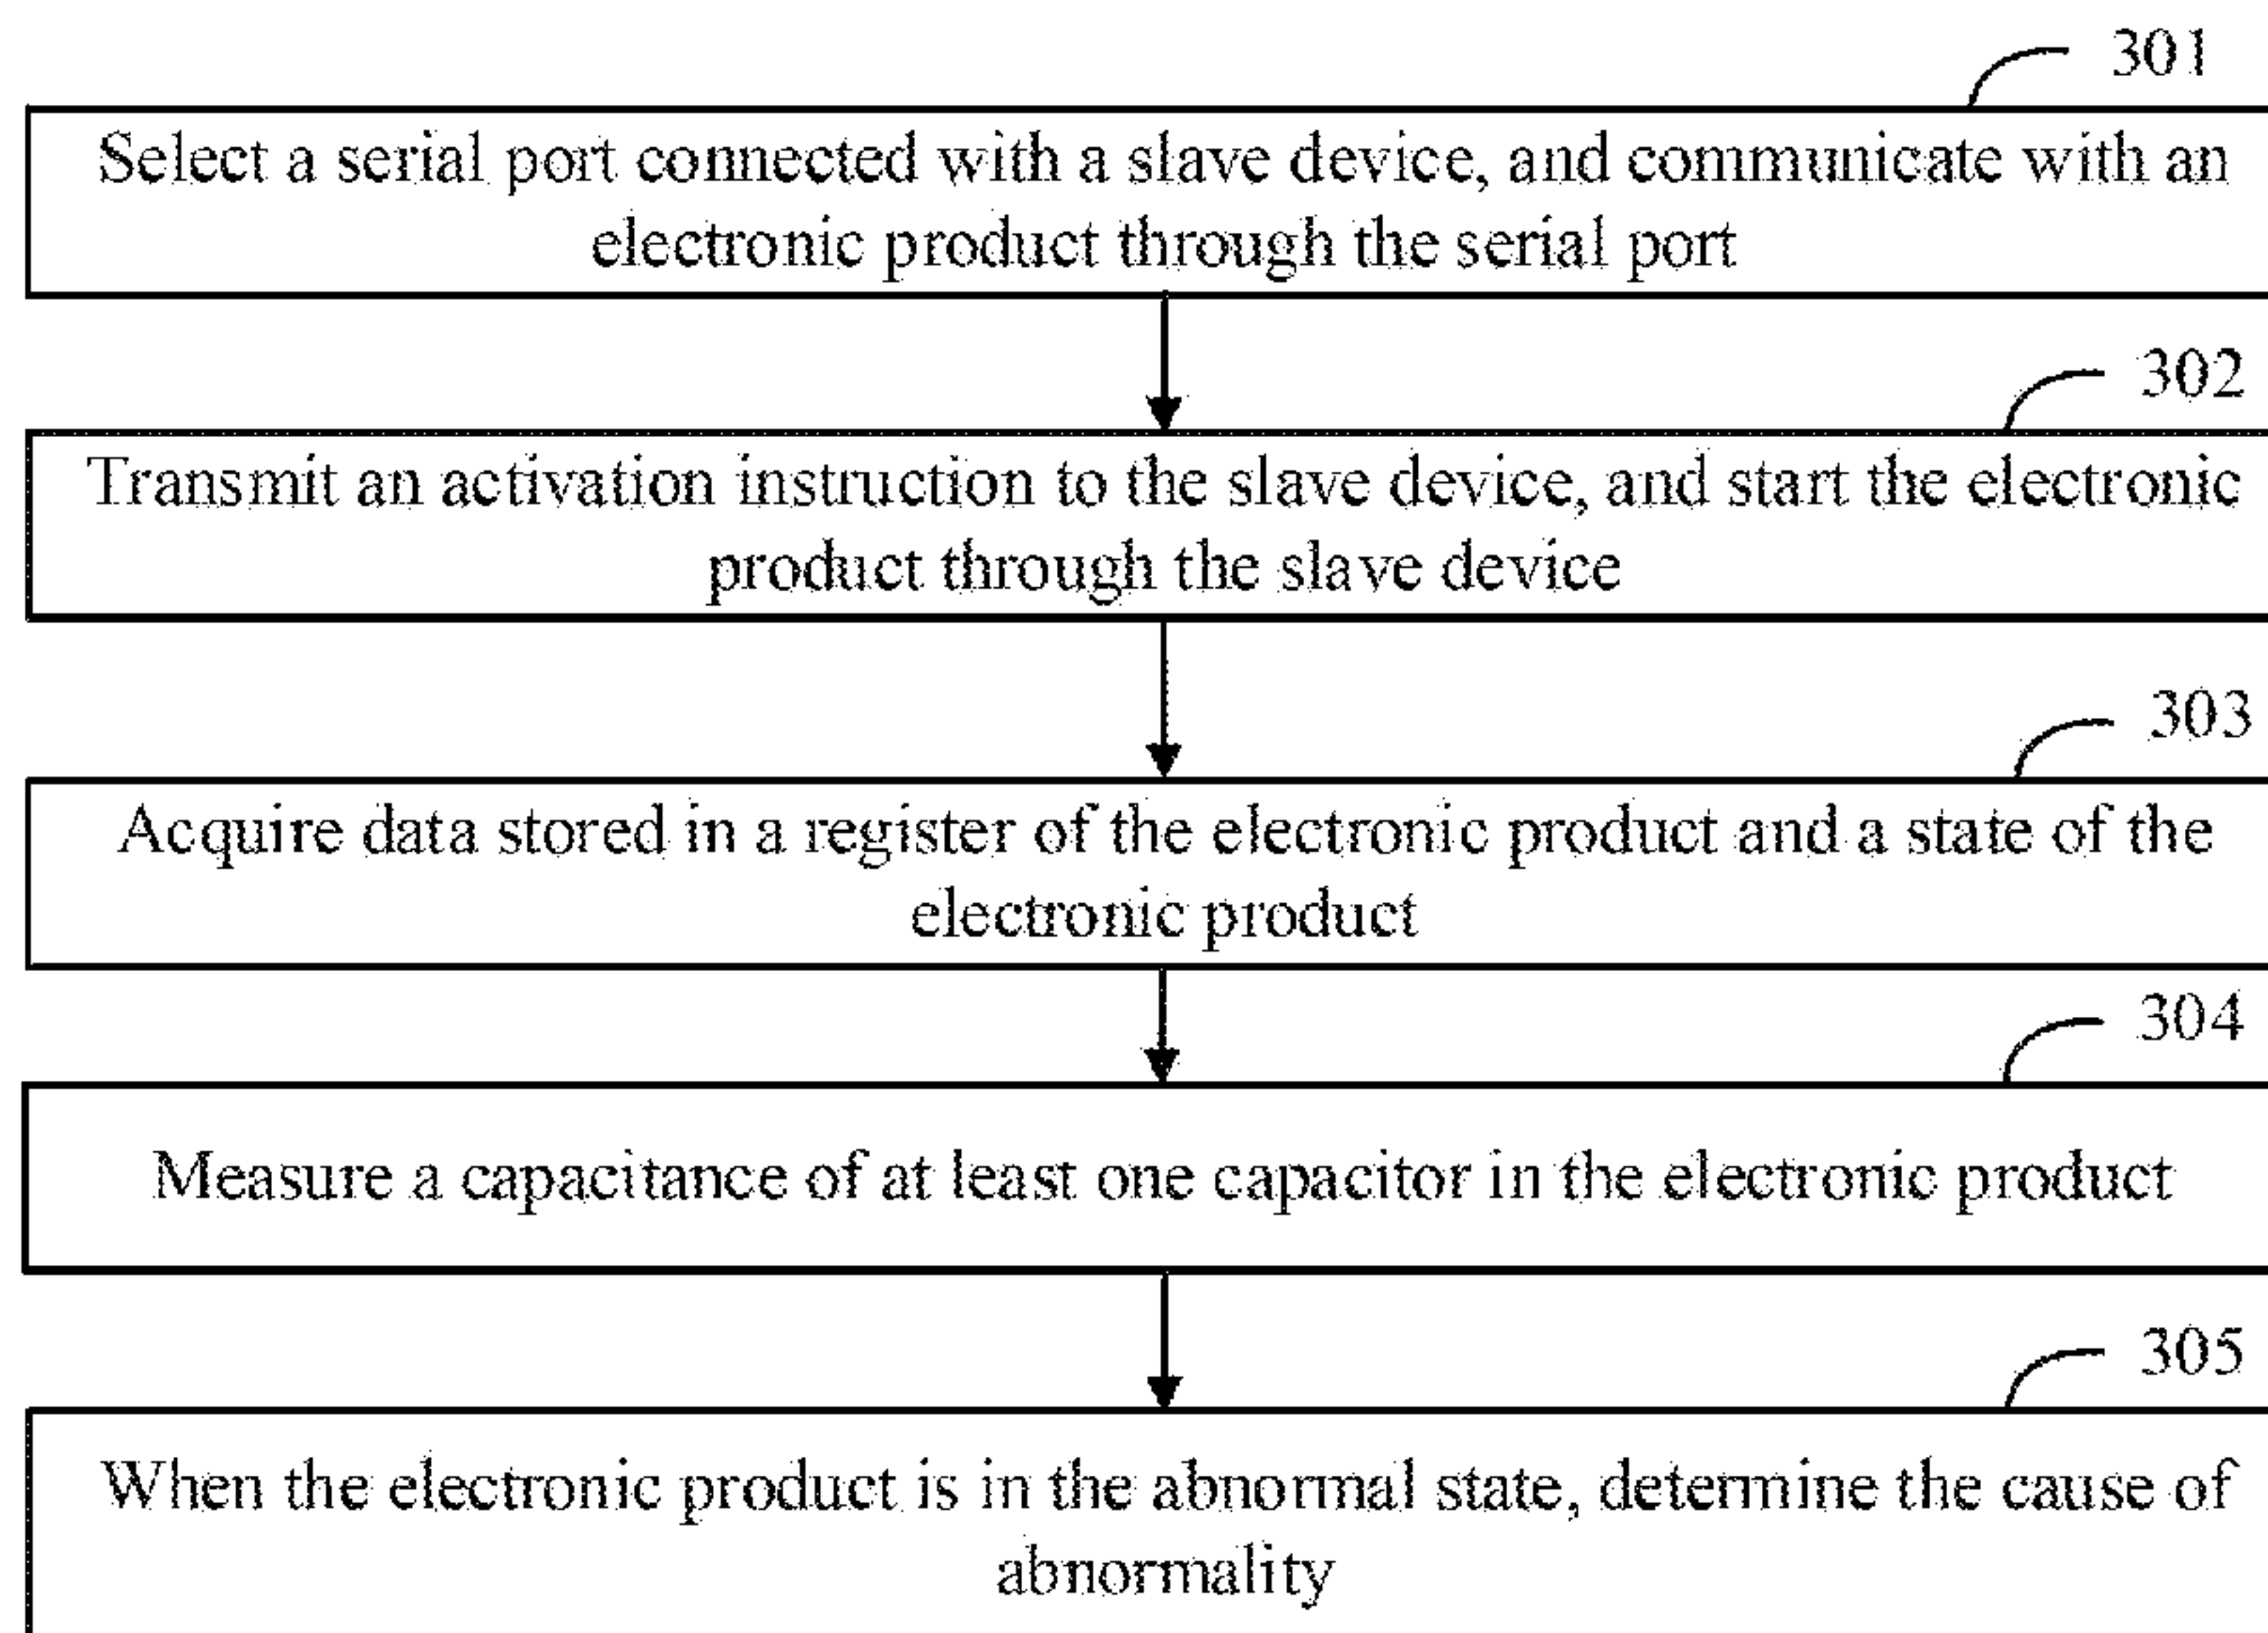 301
Select a serial port connected with a slave device, and communicate with an
electronic product through the serial port
302
Transmit an activation instruction to the slave device, and start the electronic
product through the slave device
303
Acquire data stored in a register of the electronic product and a state of the
electronic product
304
Measure a capacitance of at least one capacitor in the electronic product
305
When the electronic product is in the abnormal state, determine the cause of
abnormality